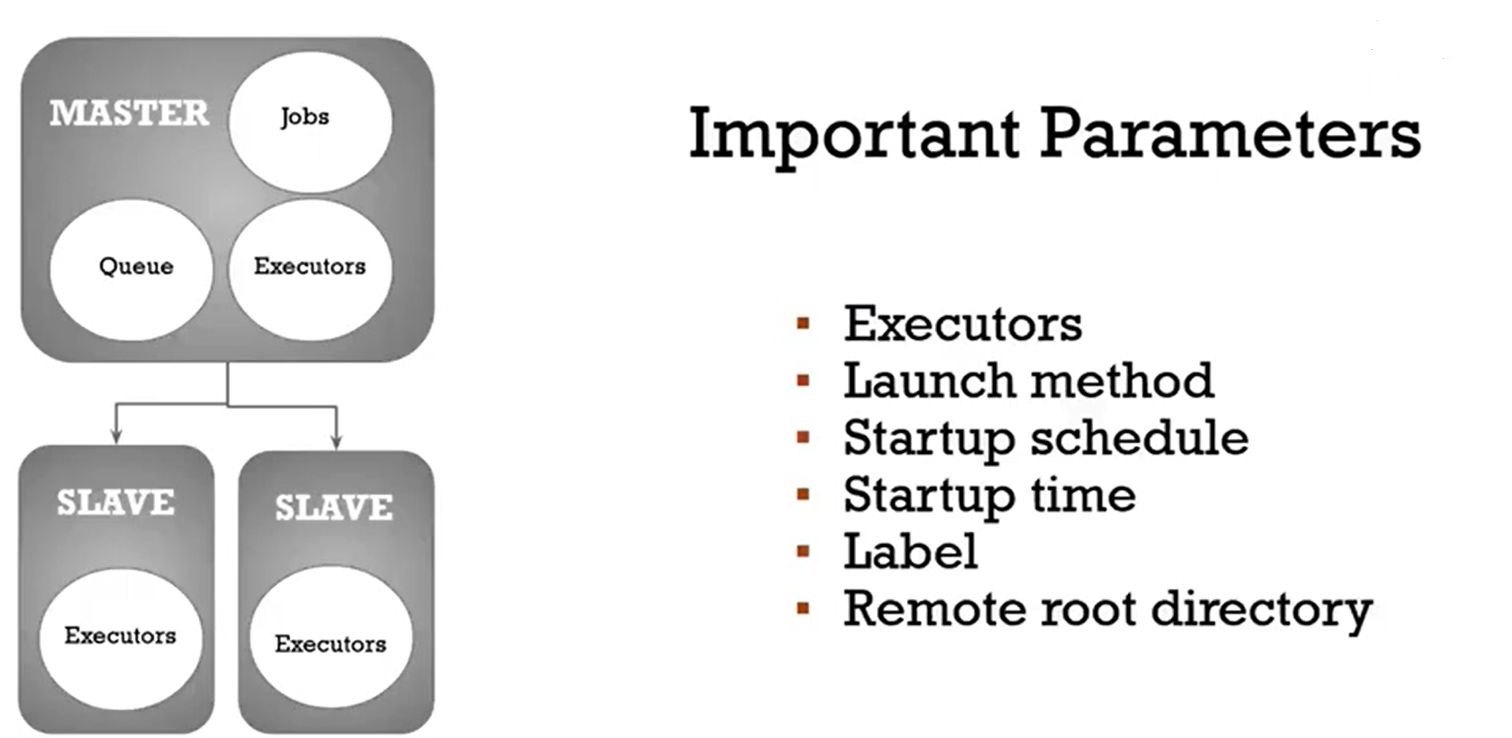 MASTER
Jobs
Queue
Executors
SLAVE
Executors
SLAVE
Executors
Important Parameters
Executors
Launch method
Startup schedule
Startup time
Label
Remote root directory